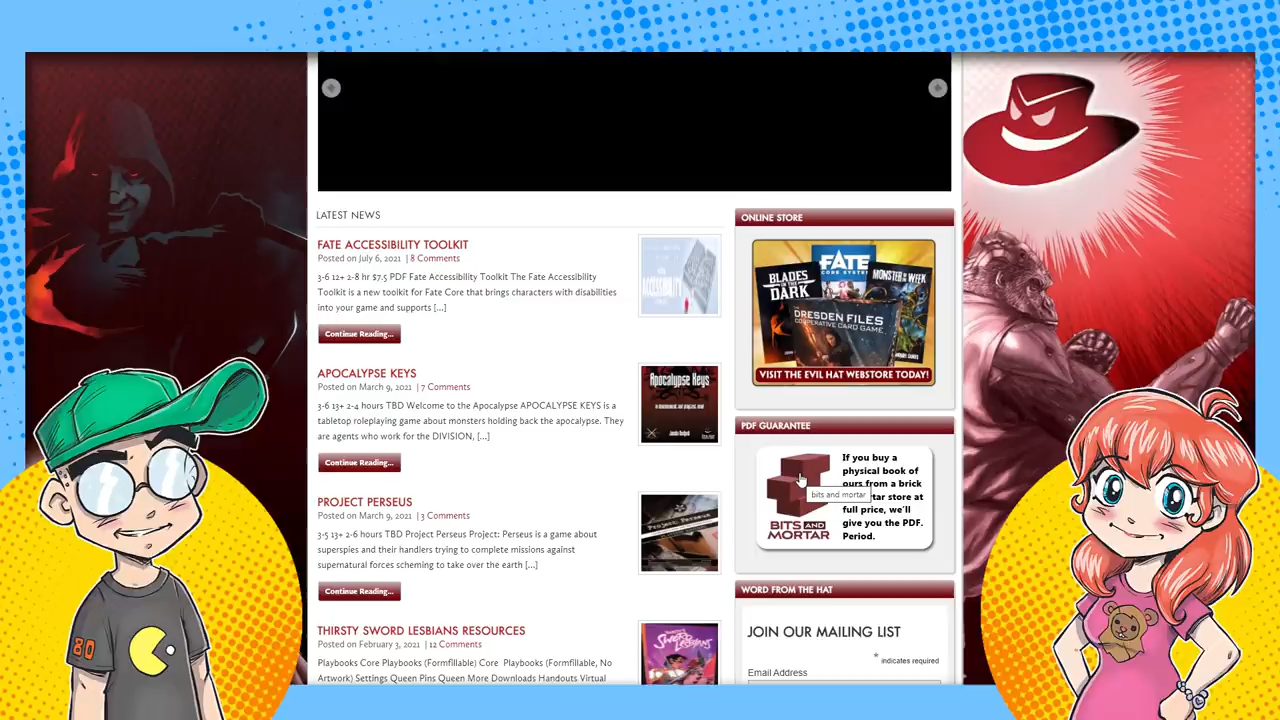 LATEST NEWS
FATE ACCESSIBILITY TOOLKIT
Posted on July 6, 2021 | 8 Comments
3-6 12+ 2-8 hr $7.5 PDF Fate Accessibility Toolkit The Fate Accessibility
Toolkit is a new toolkit for Fate Core that brings characters with disabilities
into your game and supports [...]
Continue Reading...
ACCESSIBILITY
APOCALYPSE KEYS
Posted on March 9, 2021 | 7 Comments
3-6 13+ 2-4 hours TBD Welcome to the Apocalypse APOCALYPSE KEYS is a
tabletop roleplaying game about monsters holding back the apocalypse. They
are agents who work for the DIVISION, [...]
Continue Reading...
Apocalypse Keys
PROJECT PERSEUS
Posted on March 9, 2021 | 3 Comments
3-5 13+ 2-6 hours TBD Project Perseus Project: Perseus is a game about
superspies and their handlers trying to complete missions against
supernatural forces scheming to take over the earth [...]
Continue Reading...
Project Perseus
THIRSTY SWORD LESBIANS RESOURCES
Posted on February 3, 2021 | 12 Comments
Playbooks Core Playbooks (Formfillable) Core Playbooks (Formfillable, No
Artwork) Settings Queen Pins Queen More Downloads Handouts Virtual
SWORD
LESBIANS
ONLINE STORE
BLADES
IN THE
DARK
FATE
CORE SYSTEM
MONSTER OF THE
WEEK
THE
DRESDEN FILES
COOPERATIVE CARD GAME
VISIT THE EVIL HAT WEBSTORE TODAY!
PDF GUARANTEE
If you buy a
physical book of
ours from a brick
tar store at
full price, we'll
give you the PDF.
Period.
bits and mortar
BITS AND
MORTAR
WORD FROM THE HAT
JOIN OUR MAILING LIST
* indicates required
Email Address
80